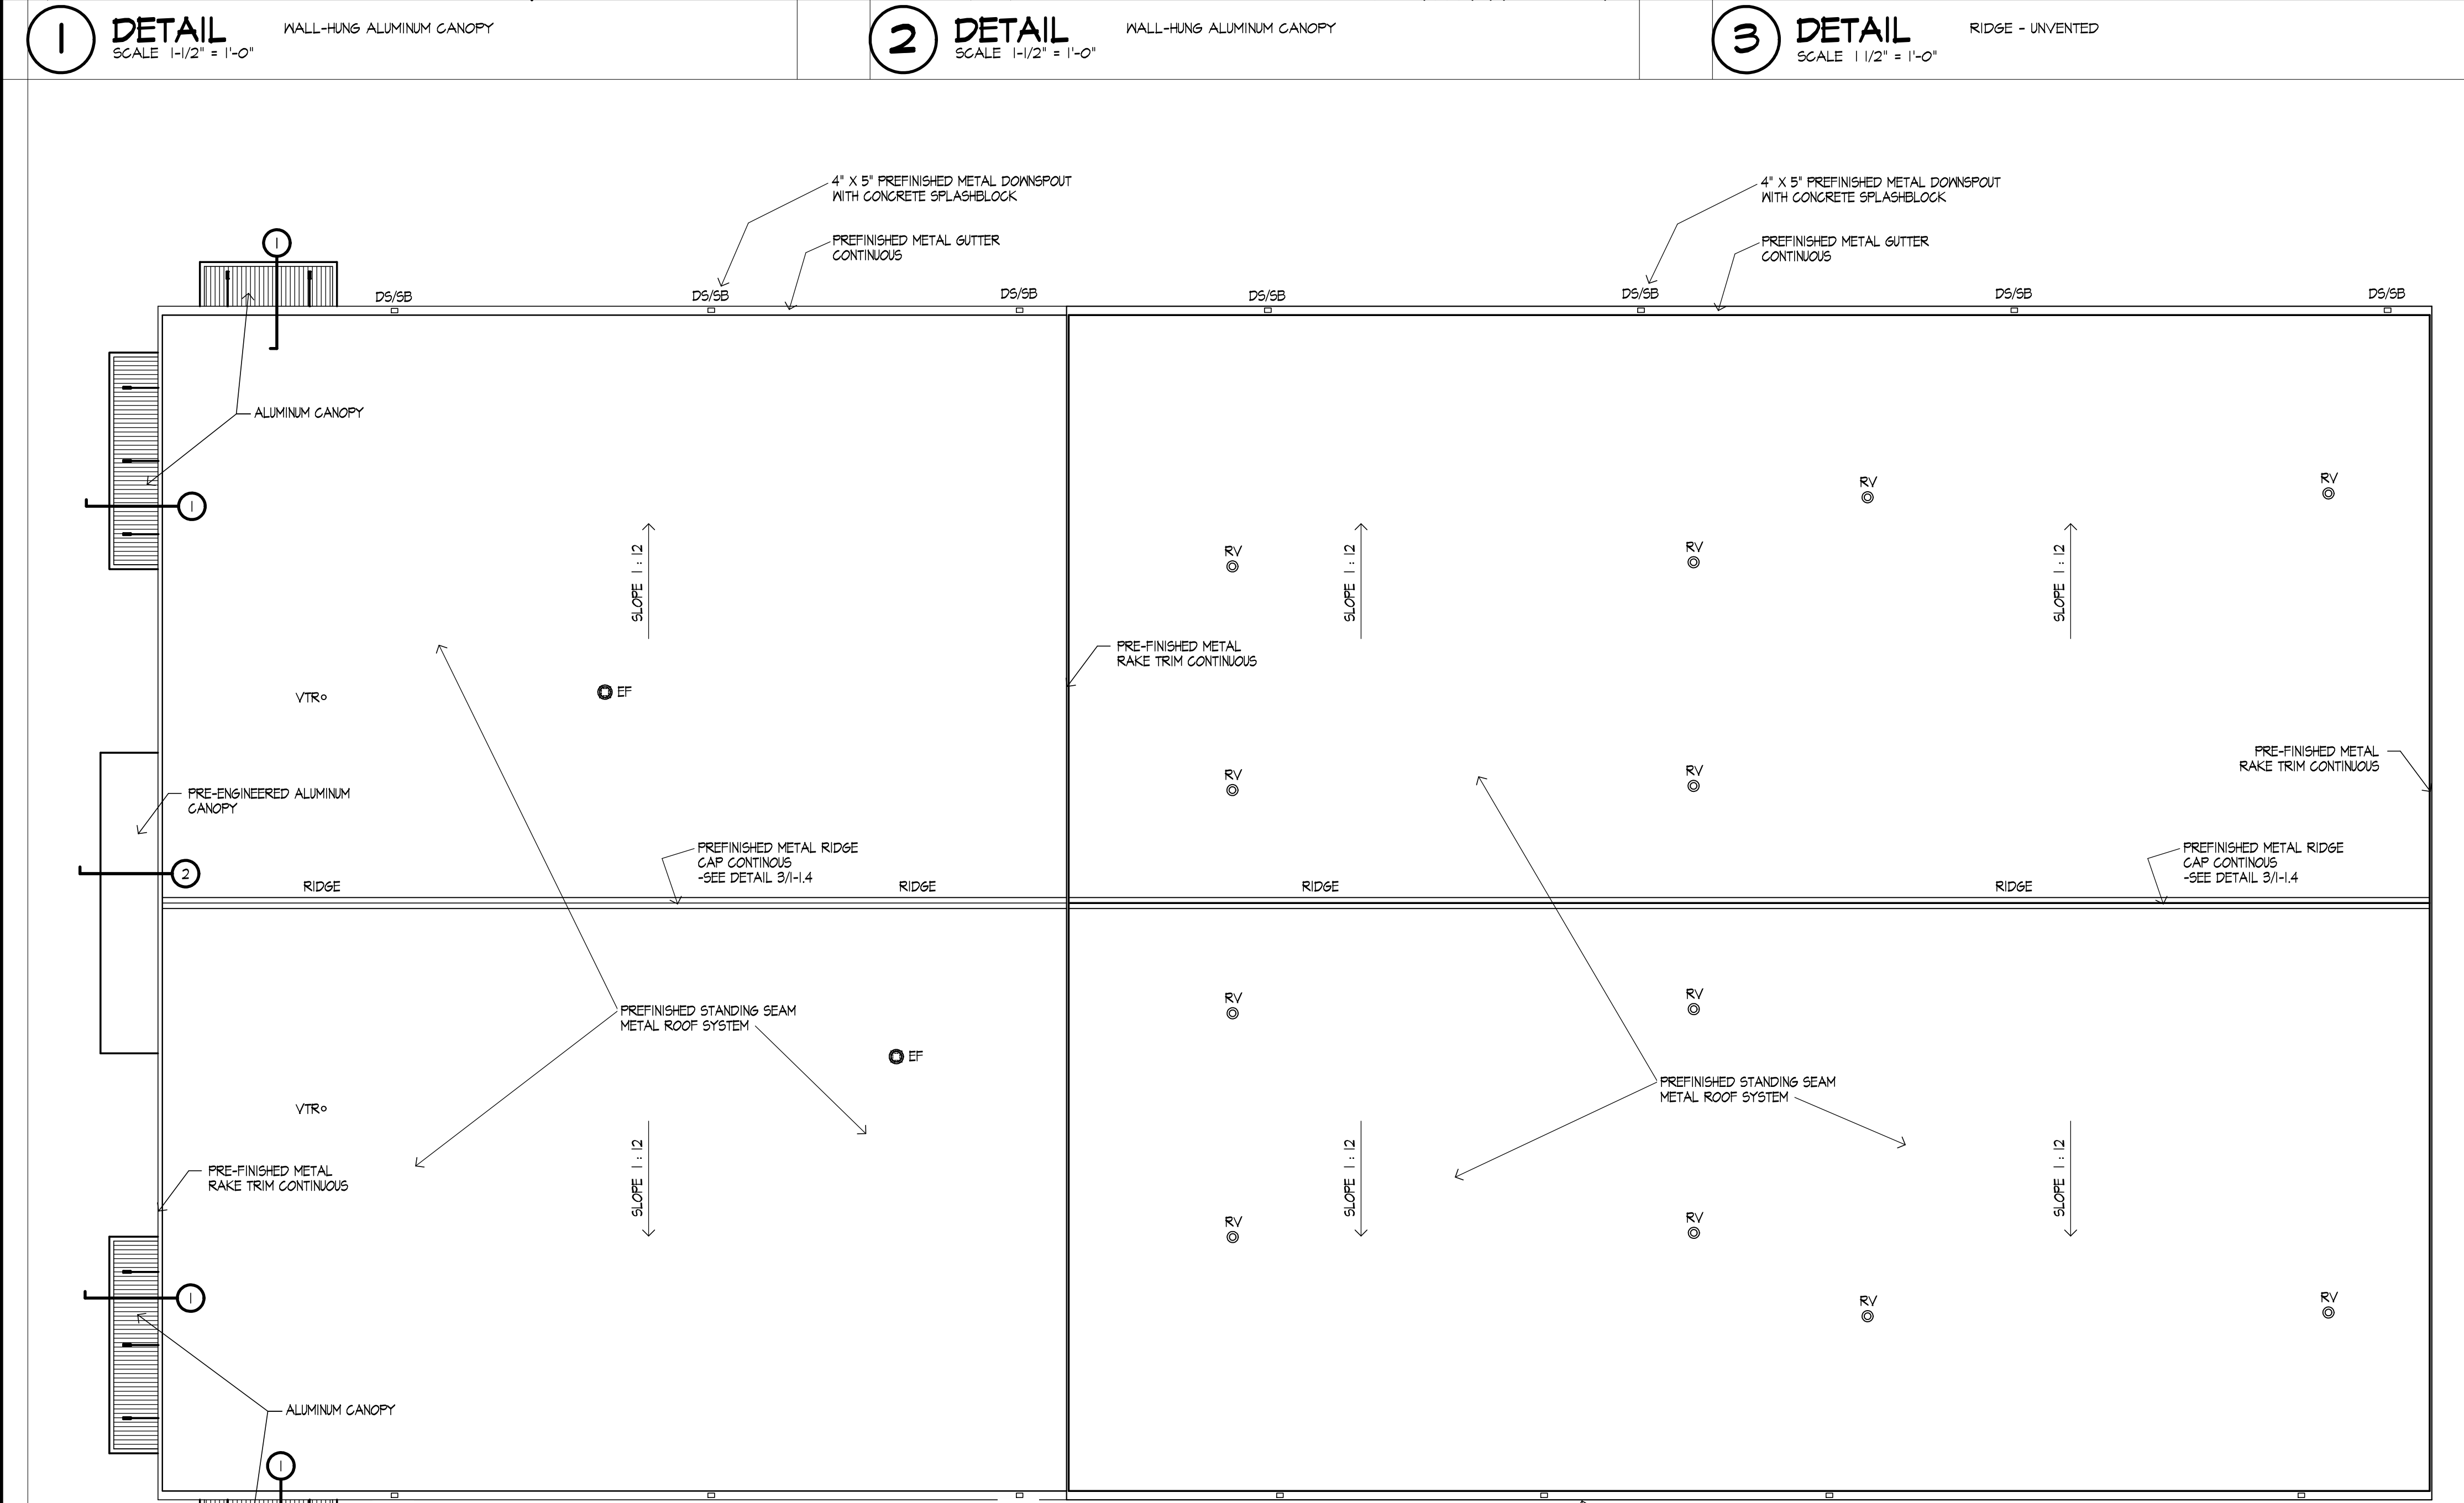 1
DETAIL
SCALE 1-1/2" = 1'-0"
WALL-HUNG ALUMINUM CANOPY
2
DETAIL
SCALE 1-1/2" = 1'-0"
WALL-HUNG ALUMINUM CANOPY
3
DETAIL
SCALE 1 1/2" = 1'-0"
RIDGE - UNVENTED
4" X 5" PREFINISHED METAL DOWNSPOUT
WITH CONCRETE SPLASHBLOCK
4" X 5" PREFINISHED METAL DOWNSPOUT
WITH CONCRETE SPLASHBLOCK
1
PREFINISHED METAL GUTTER
CONTINUOUS
PREFINISHED METAL GUTTER
CONTINUOUS
DS/SB
DS/SB
DS/SB
DS/SB
DS/SB
DS/SB
DS/SB
ALUMINUM CANOPY
1
RV
RV
RV
RV
SLOPE 1 : 12
SLOPE 1 : 12
SLOPE 1 : 12
PRE-FINISHED METAL
RAKE TRIM CONTINUOUS
VTR
EF
PRE-FINISHED METAL
RAKE TRIM CONTINUOUS
RV
RV
PRE-ENGINEERED ALUMINUM
CANOPY
PREFINISHED METAL RIDGE
CAP CONTINOUS
-SEE DETAIL 3/1-1.4
PREFINISHED METAL RIDGE
CAP CONTINOUS
-SEE DETAIL 3/1-1.4
2
RIDGE
RIDGE
RIDGE
RIDGE
RV
RV
PREFINISHED STANDING SEAM
METAL ROOF SYSTEM
EF
PREFINISHED STANDING SEAM
METAL ROOF SYSTEM
VTR
SLOPE 1 : 12
SLOPE 1 : 12
SLOPE 1 : 12
PRE-FINISHED METAL
RAKE TRIM CONTINUOUS
RV
RV
1
RV
RV
ALUMINUM CANOPY
1